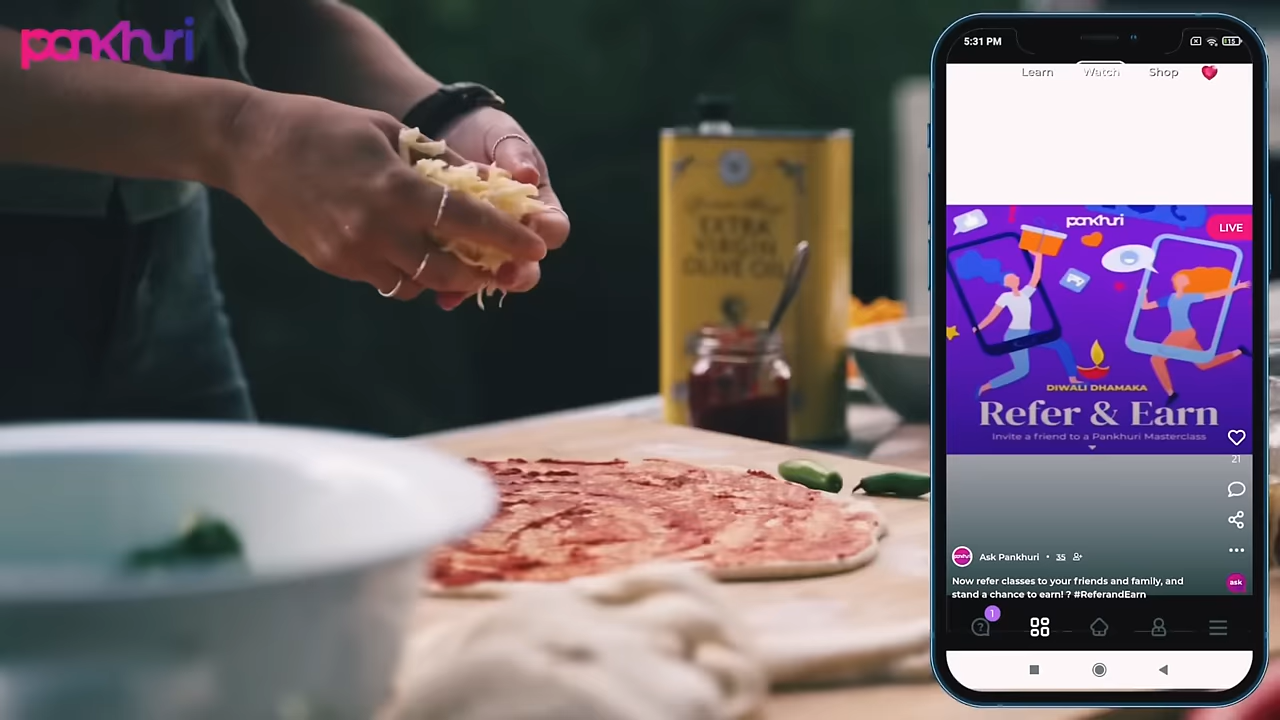 pankhuri
EXTRA
VIRGIN
OLIVE OIL
5:31 PM
15
Learn
Watch
Shop
pankhuri
LIVE
DIWALI DHAMAKA
Refer & Earn
Invite a friend to a Pankhuri Masterclass
21
Ask Pankhuri • 35
Now refer classes to your friends and family, and
stand a chance to earn! ? #ReferandEarn
ask
1
?